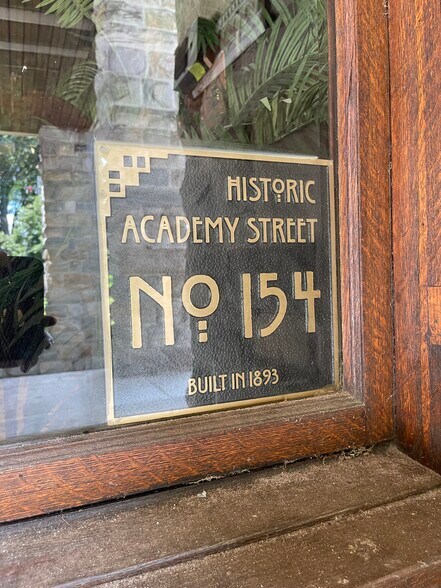 HISTORIC
ACADEMY STREET
No 154
BUILT IN 1893